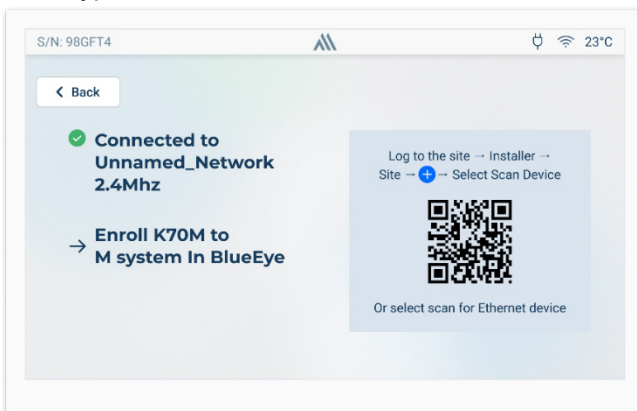 S/N: 98GFT4
23°C
Back
Connected to
Unnamed_Network
2.4Mhz
Enroll K70M to
M system In BlueEye
Log to the site → Installer →
Site → + → Select Scan Device
Or select scan for Ethernet device